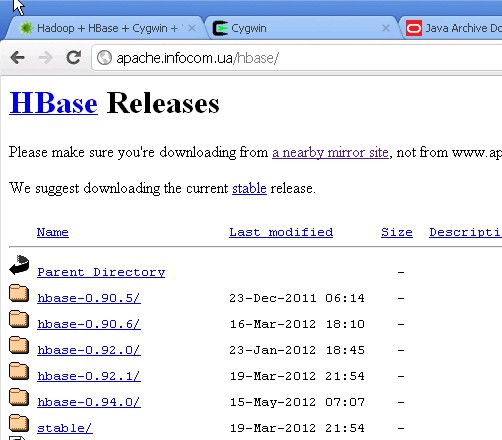 Hadoop + HBase + Cygwin +
Cygwin
Java Archive Do
apache.infocom.ua/hbase/
HBase Releases
Please make sure you're downloading from a nearby mirror site, not from www.ap
We suggest downloading the current stable release.
Name Last modified Size Descripti
Parent Directory -
hbase-0.90.5/ 23-Dec-2011 06:14 -
hbase-0.90.6/ 16-Mar-2012 18:10 -
hbase-0.92.0/ 23-Jan-2012 18:45 -
hbase-0.92.1/ 19-Mar-2012 21:54 -
hbase-0.94.0/ 15-May-2012 07:07 -
stable/ 19-Mar-2012 21:54 -